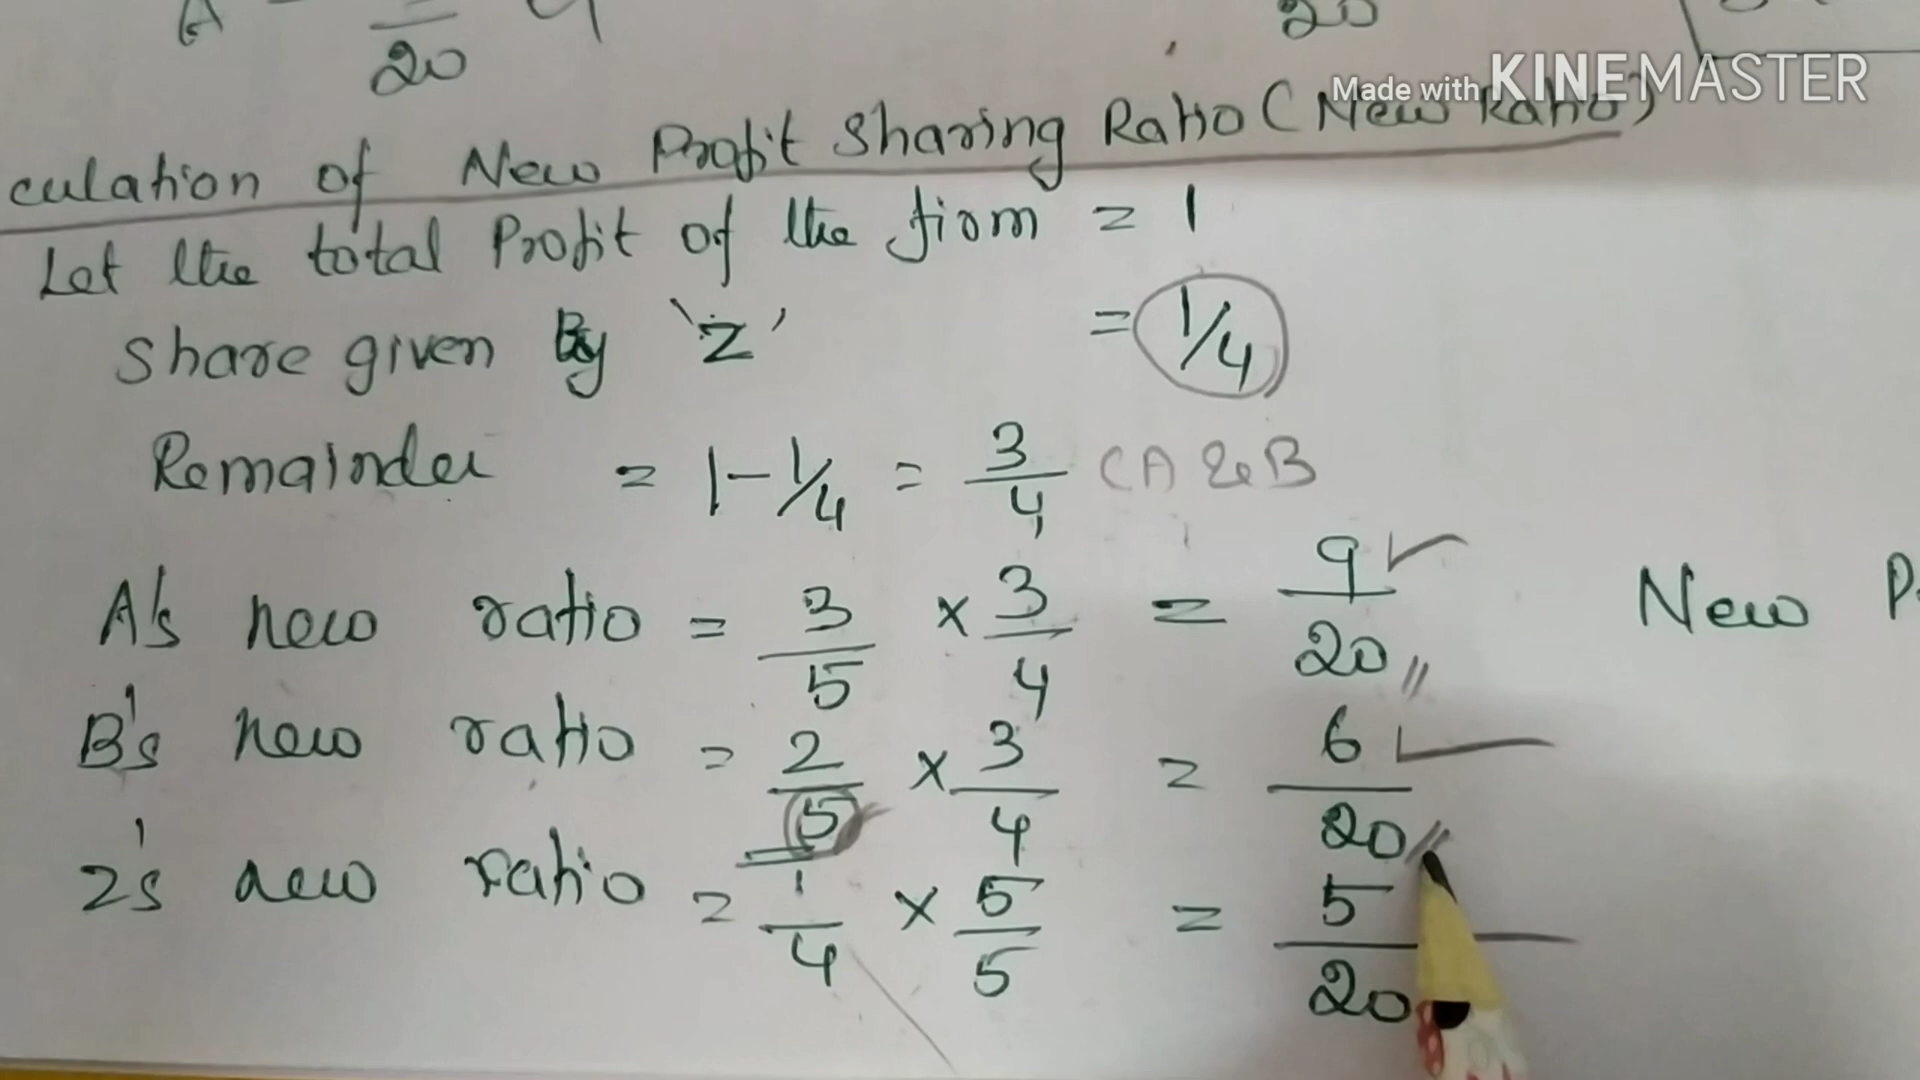 A
20
20
Made with KINEMASTER
culation of New Profit Sharing Ratio (New Ratio)
Let the total Profit of the firom = 1
Share given By 'Z' = 1/4
Remainder = 1 - 1/4 = 3/4 (A & B
A's new ratio = 3/5 × 3/4 = 9/20 New P
B's new ratio = 2/5 × 3/4 = 6/20
Z's new ratio = 1/4 × 5/5 = 5/20